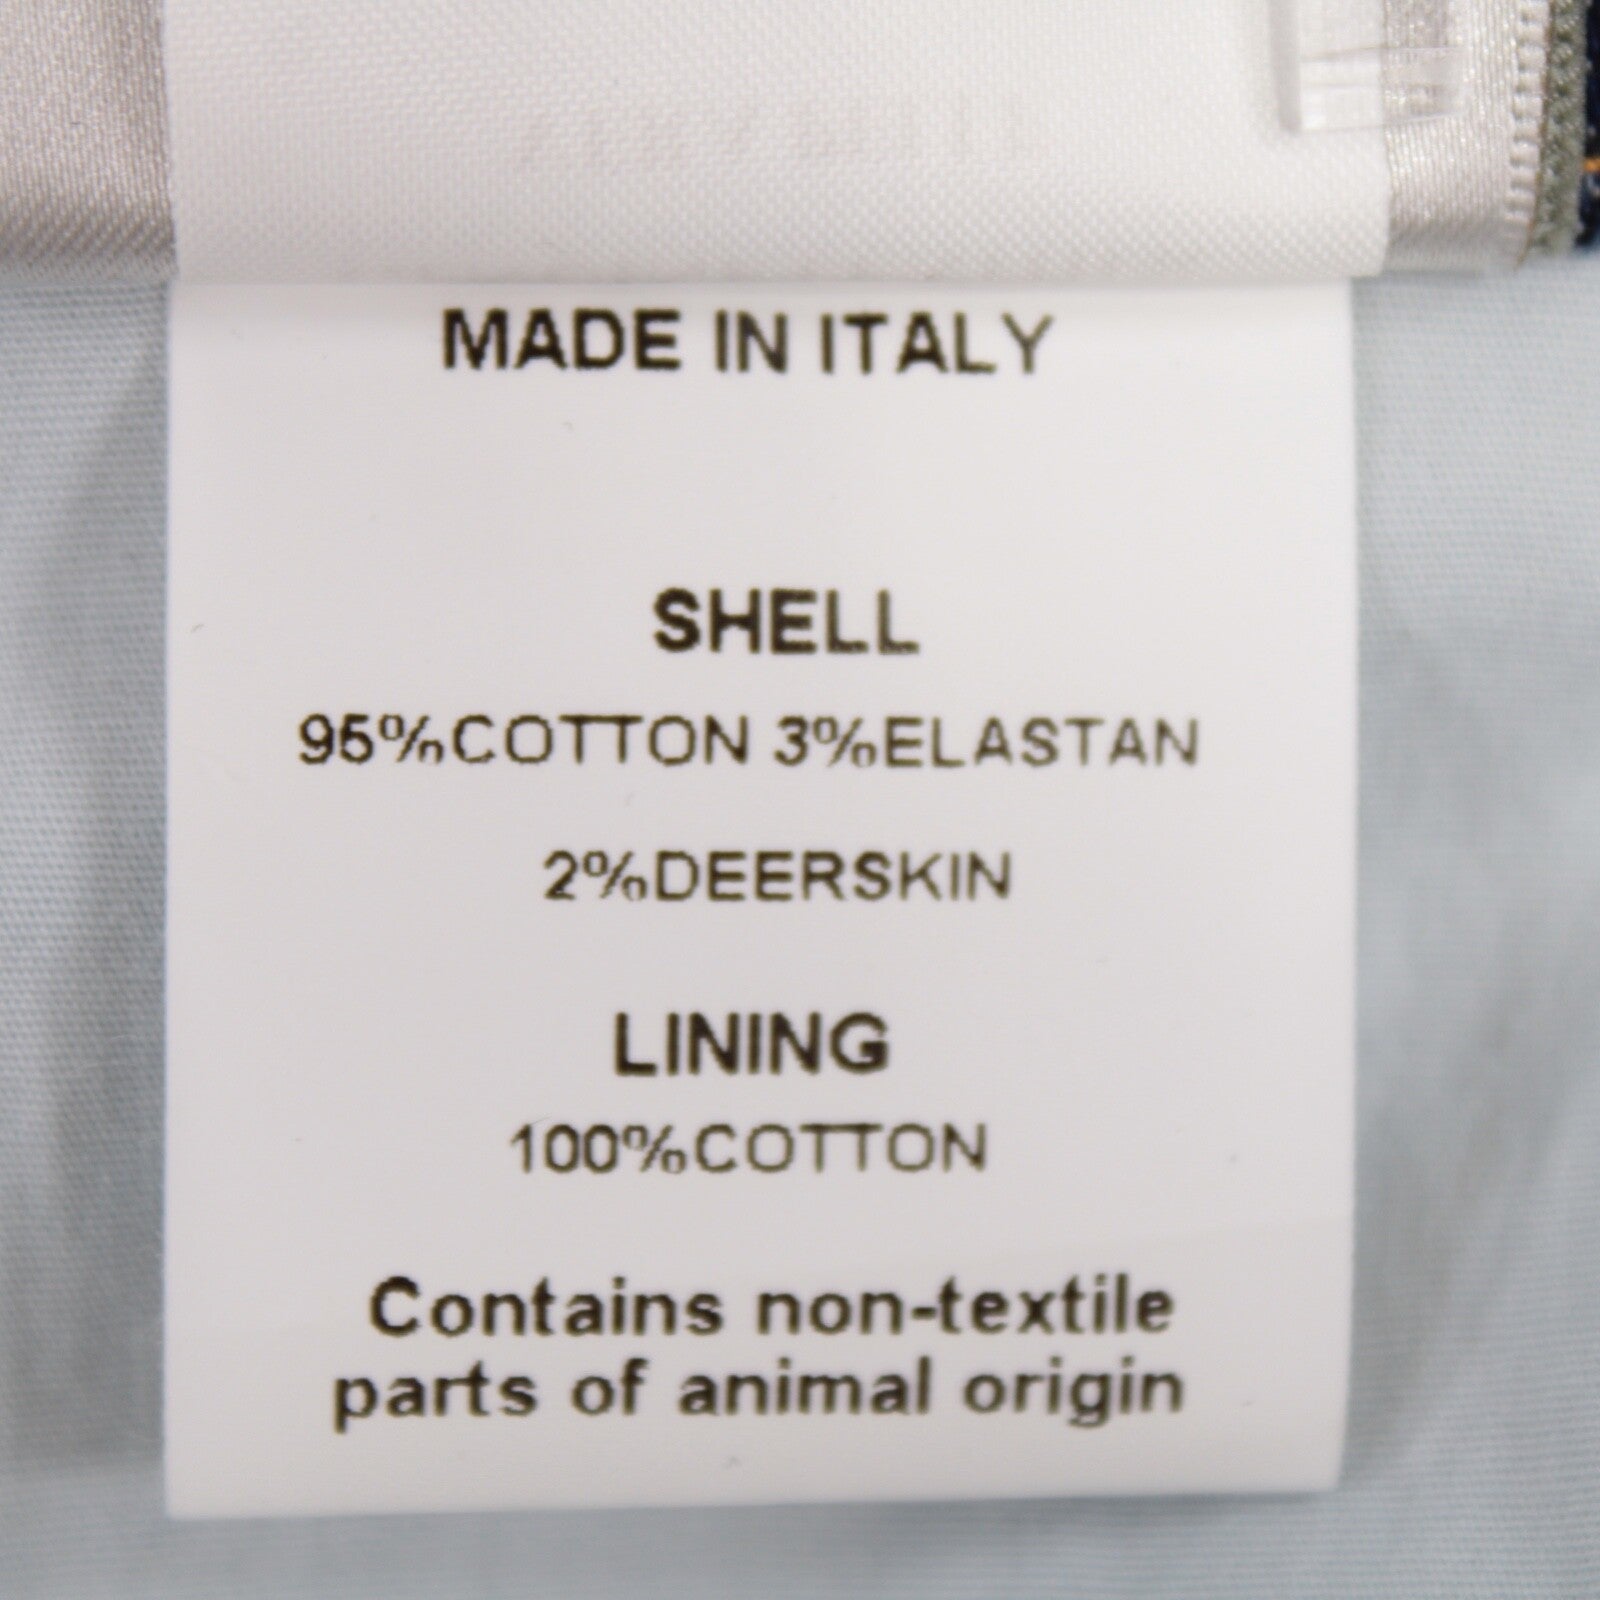 MADE IN ITALY
SHELL
95%COTTON 3%ELASTAN
2%DEERSKIN
LINING
100%COTTON
Contains non-textile
parts of animal origin